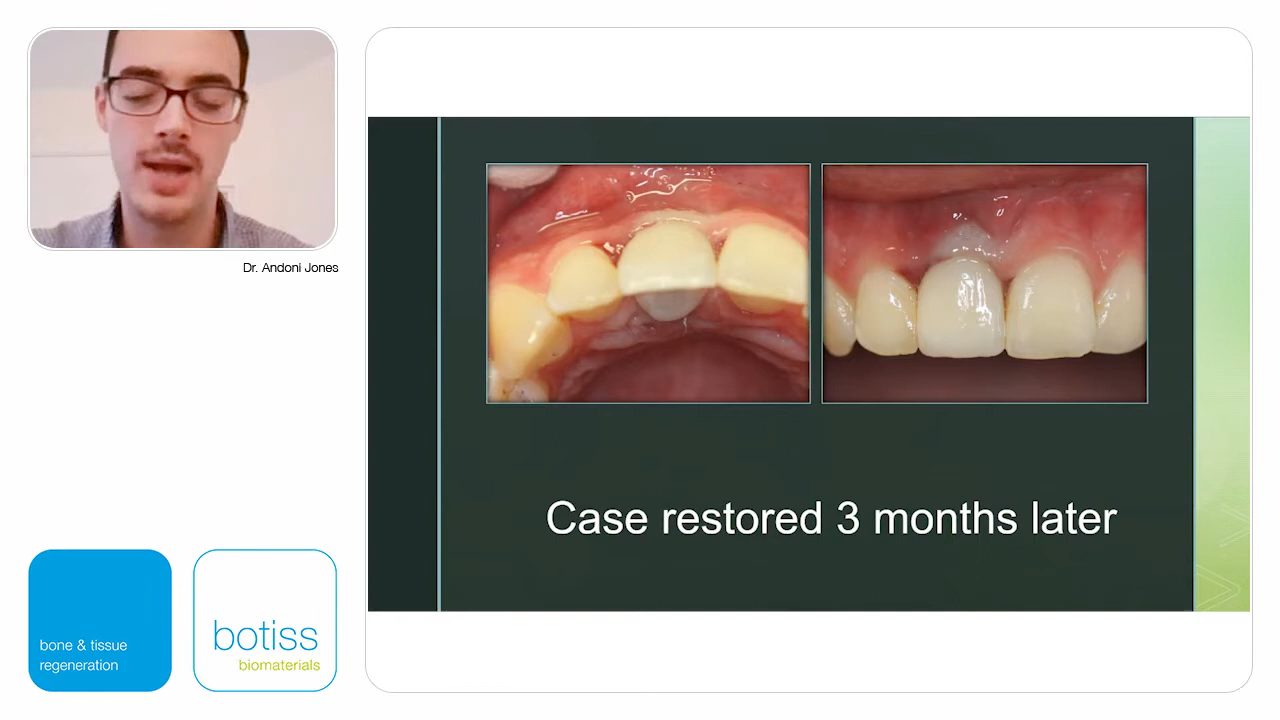 Dr. Andoni Jones
Case restored 3 months later
bone & tissue
regeneration
botiss
biomaterials